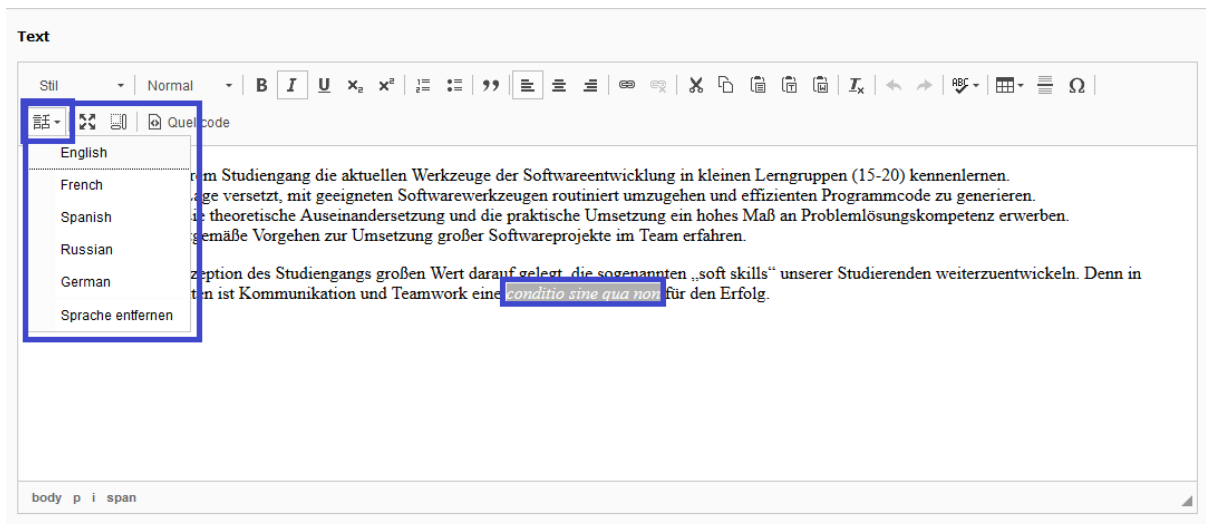 Text
Stil Normal B I U x₂ x² ABC Ω
話 Quellcode
English
French
Spanish
Russian
German
Sprache entfernen
Studiengang die aktuellen Werkzeuge der Softwareentwicklung in kleinen Lerngruppen (15-20) kennenlernen.
versetzt, mit geeigneten Softwarewerkzeugen routiniert umzugehen und effizienten Programmcode zu generieren.
theoretische Auseinandersetzung und die praktische Umsetzung ein hohes Maß an Problemlösungskompetenz erwerben.
gemäße Vorgehen zur Umsetzung großer Softwareprojekte im Team erfahren.
zeption des Studiengangs großen Wert darauf gelegt, die sogenannten „soft skills“ unserer Studierenden weiterzuentwickeln. Denn in
ist Kommunikation und Teamwork eine conditio sine qua non für den Erfolg.
body p i span